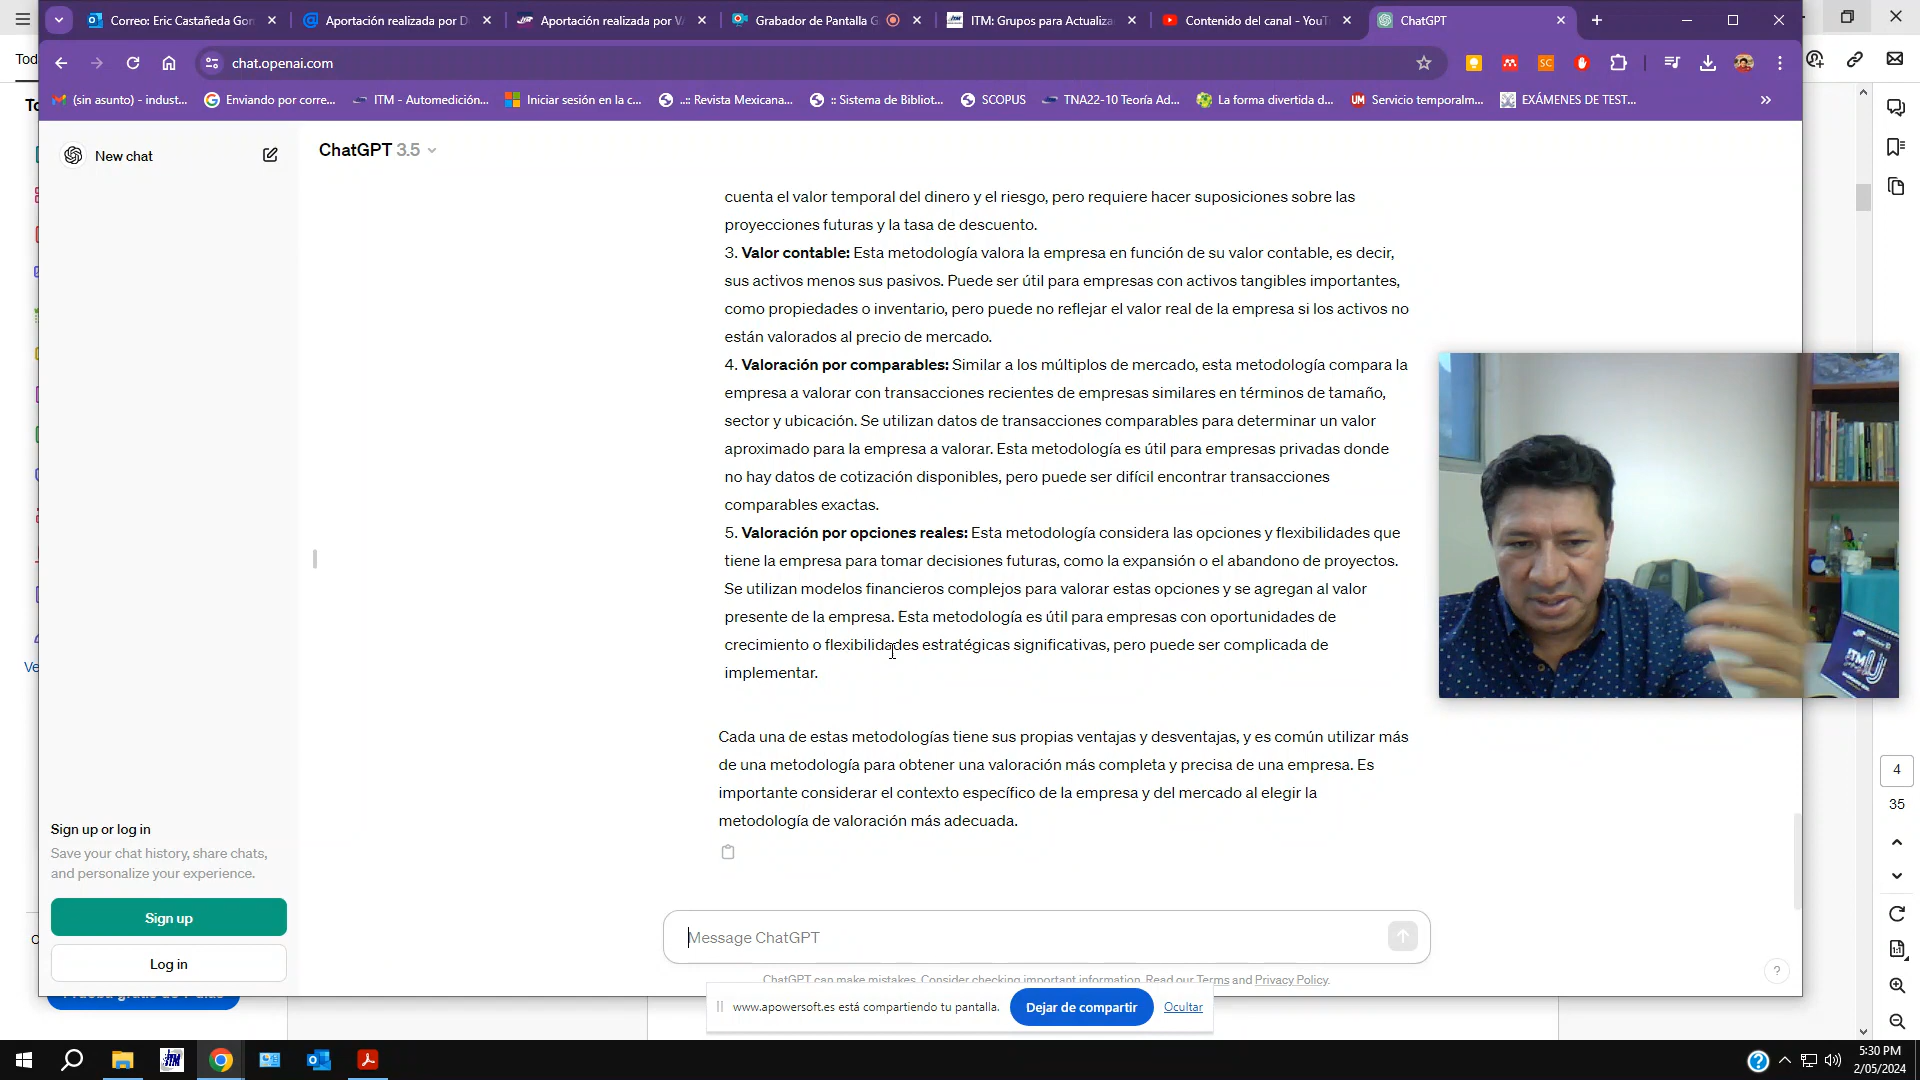 Correo: Eric Castañeda Gor
Aportación realizada por D
Aportación realizada por VA
Grabador de Pantalla G
ITM: Grupos para Actualiza
Contenido del canal - YouT
ChatGPT
chat.openai.com
(sin asunto) - indust...
Enviando por corre...
ITM - Automedición...
Iniciar sesión en la c...
..:: Revista Mexicana...
:: Sistema de Bibliot...
SCOPUS
TNA22-10 Teoría Ad...
La forma divertida d...
Servicio temporalm...
EXÁMENES DE TEST...
Tod
To
Ve
New chat
ChatGPT 3.5
cuenta el valor temporal del dinero y el riesgo, pero requiere hacer suposiciones sobre las
proyecciones futuras y la tasa de descuento.
3. Valor contable: Esta metodología valora la empresa en función de su valor contable, es decir,
sus activos menos sus pasivos. Puede ser útil para empresas con activos tangibles importantes,
como propiedades o inventario, pero puede no reflejar el valor real de la empresa si los activos no
están valorados al precio de mercado.
4. Valoración por comparables: Similar a los múltiplos de mercado, esta metodología compara la
empresa a valorar con transacciones recientes de empresas similares en términos de tamaño,
sector y ubicación. Se utilizan datos de transacciones comparables para determinar un valor
aproximado para la empresa a valorar. Esta metodología es útil para empresas privadas donde
no hay datos de cotización disponibles, pero puede ser difícil encontrar transacciones
comparables exactas.
5. Valoración por opciones reales: Esta metodología considera las opciones y flexibilidades que
tiene la empresa para tomar decisiones futuras, como la expansión o el abandono de proyectos.
Se utilizan modelos financieros complejos para valorar estas opciones y se agregan al valor
presente de la empresa. Esta metodología es útil para empresas con oportunidades de
crecimiento o flexibilidades estratégicas significativas, pero puede ser complicada de
implementar.
Cada una de estas metodologías tiene sus propias ventajas y desventajas, y es común utilizar más
de una metodología para obtener una valoración más completa y precisa de una empresa. Es
importante considerar el contexto específico de la empresa y del mercado al elegir la
metodología de valoración más adecuada.
Sign up or log in
Save your chat history, share chats,
and personalize your experience.
Sign up
Log in
Message ChatGPT
ChatGPT can make mistakes. Consider checking important information. Read our Terms and Privacy Policy.
?
www.apowersoft.es está compartiendo tu pantalla.
Dejar de compartir
Ocultar
ITM
4
35
5:30 PM
2/05/2024